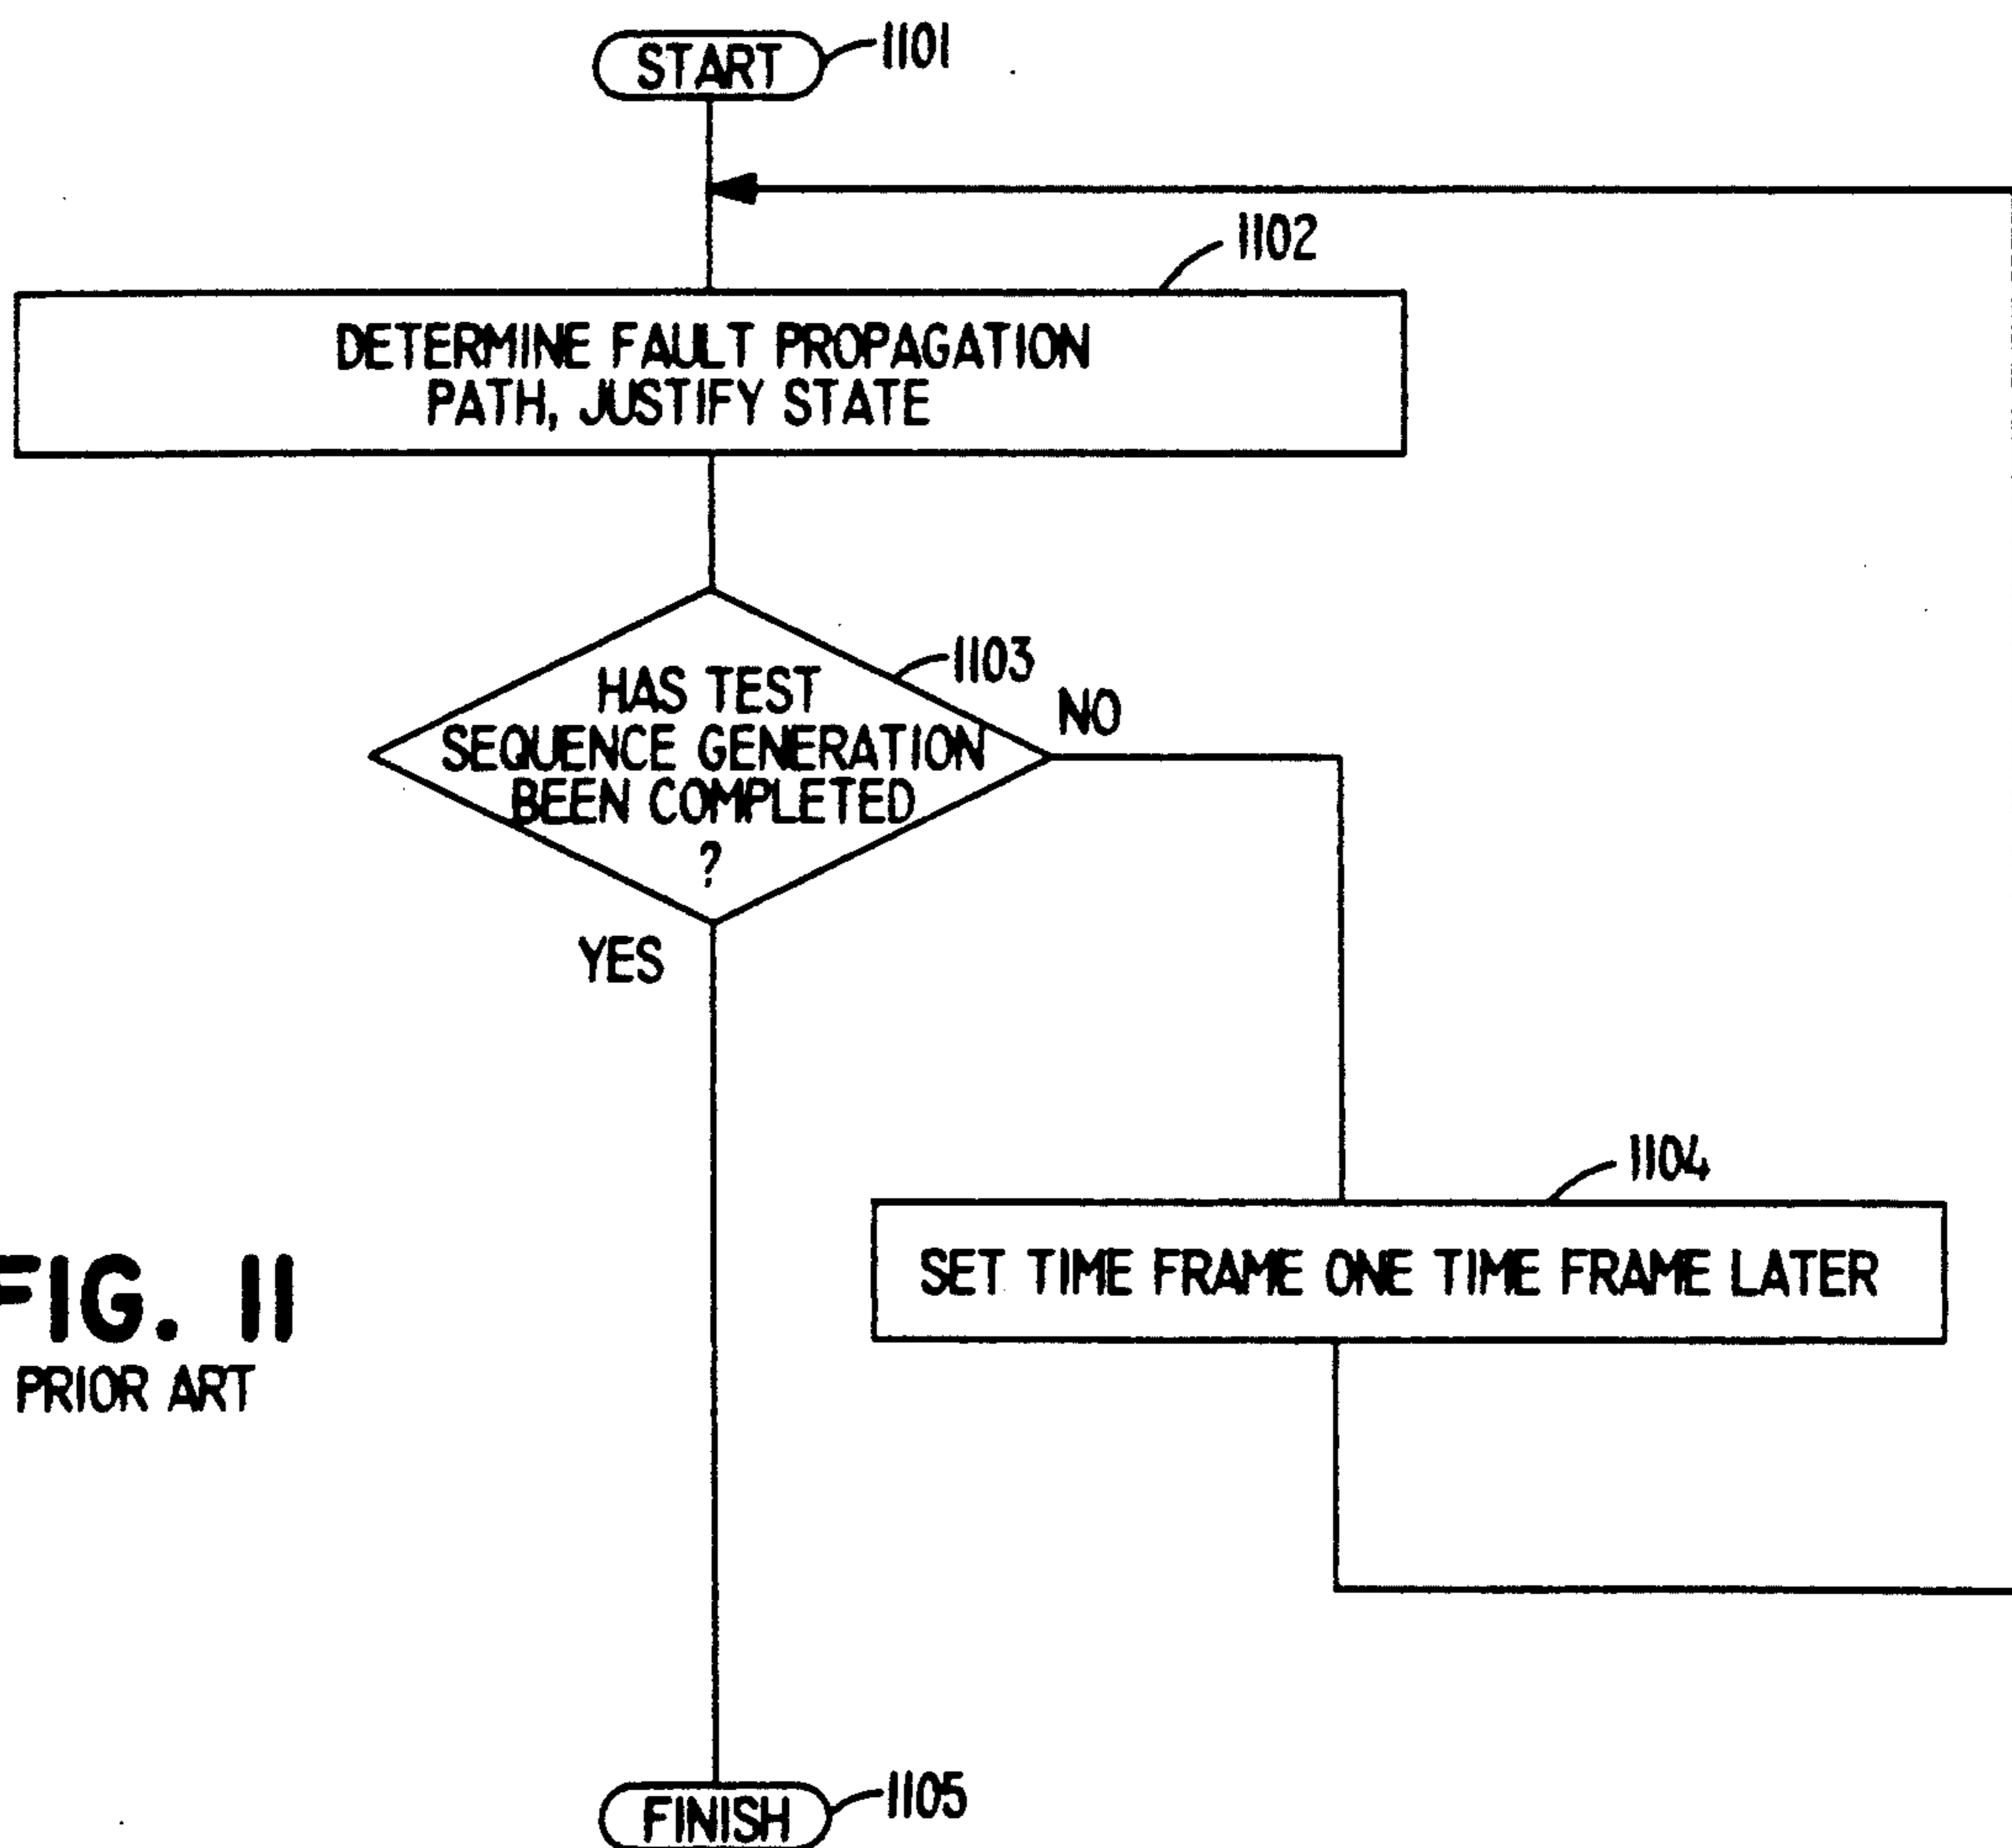 START
1101
1102
DETERMINE FAULT PROPAGATION
PATH, JUSTIFY STATE
1103
HAS TEST
SEQUENCE GENERATION
BEEN COMPLETED
?
NO
YES
1104
SET TIME FRAME ONE TIME FRAME LATER
FIG. 11
PRIOR ART
FINISH
1105